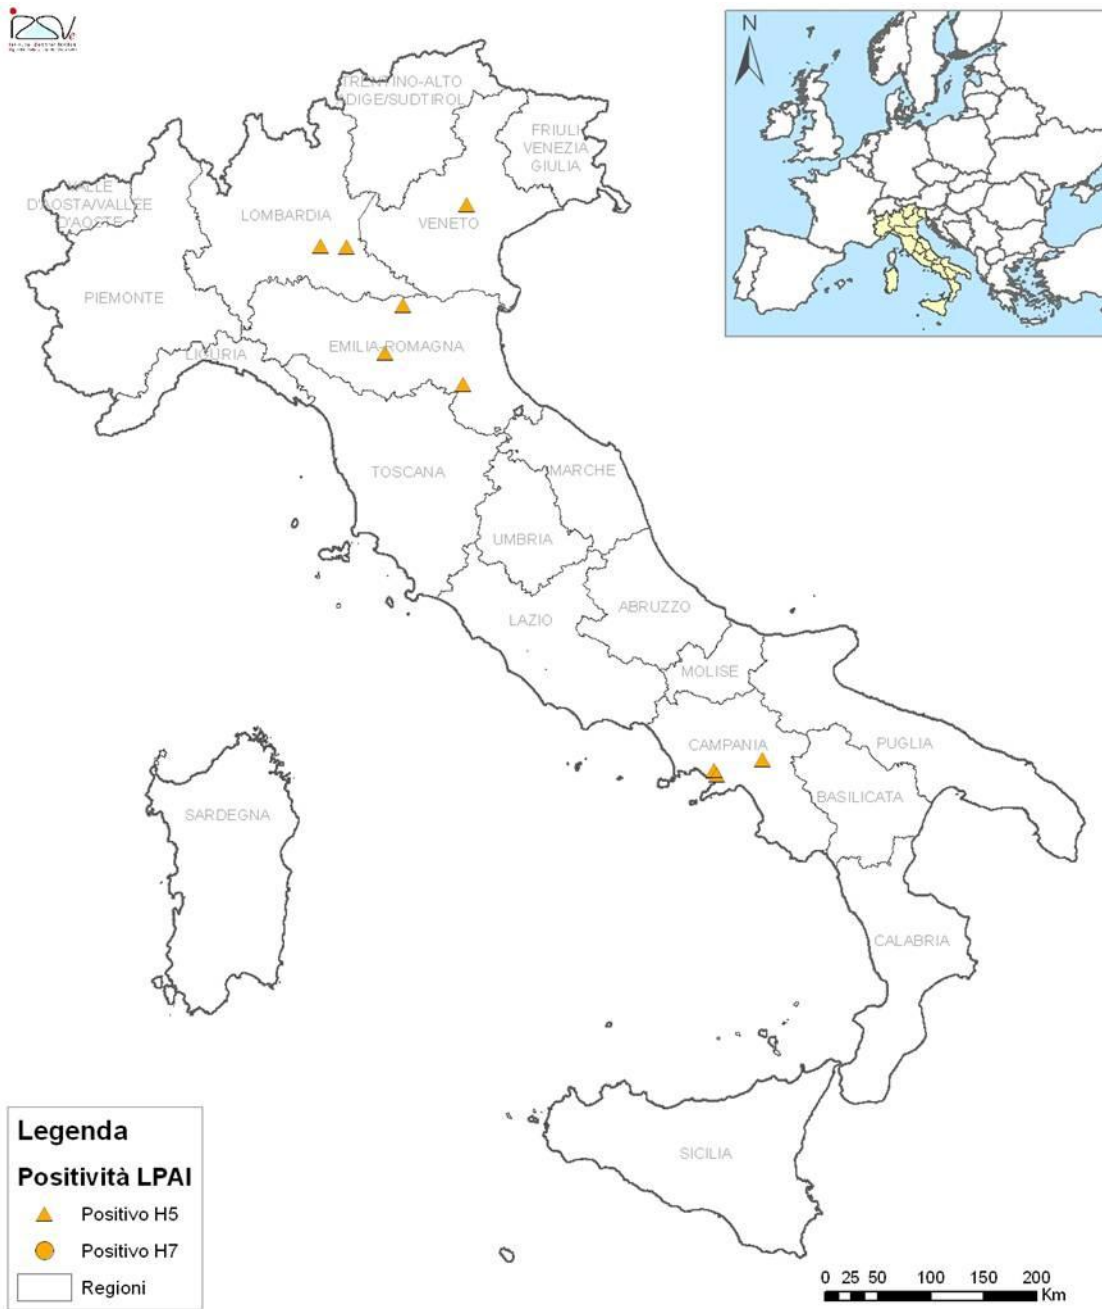 IZSVe
N
TRENTINO-ALTO
ADIGE/SUDTIROL
FRIULI
VENEZIA
GIULIA
VALLE
D'AOSTA/VALLEE
D'AOSTE
LOMBARDIA
VENETO
PIEMONTE
EMILIA-ROMAGNA
LIGURIA
TOSCANA
MARCHE
UMBRIA
LAZIO
ABRUZZO
MOLISE
CAMPANIA
PUGLIA
BASILICATA
SARDEGNA
CALABRIA
SICILIA
Legenda
Positività LPAI
Positivo H5
Positivo H7
Regioni
0 25 50 100 150 200
Km